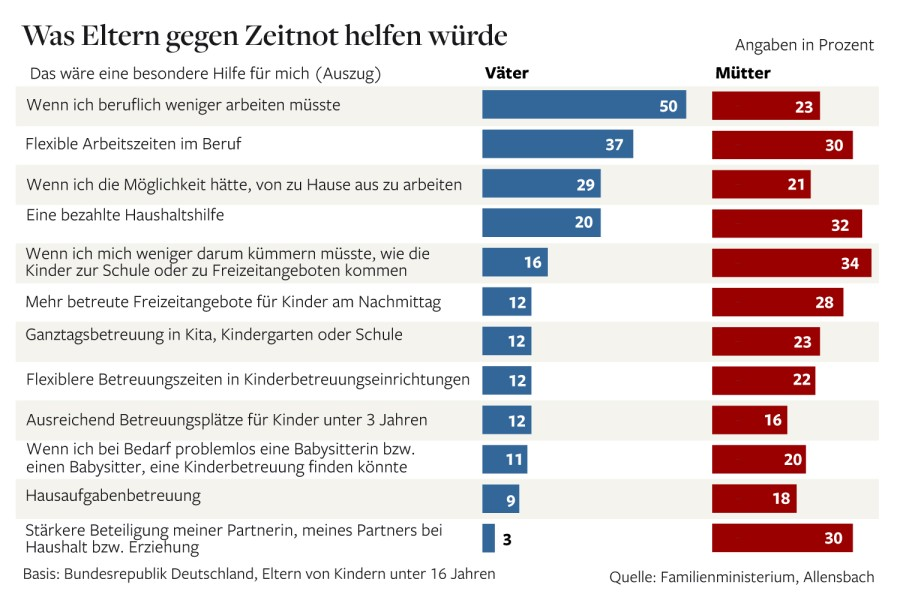 Was Eltern gegen Zeitnot helfen würde
Angaben in Prozent
Das wäre eine besondere Hilfe für mich (Auszug) Väter Mütter
Wenn ich beruflich weniger arbeiten müsste 50 23
Flexible Arbeitszeiten im Beruf 37 30
Wenn ich die Möglichkeit hätte, von zu Hause aus zu arbeiten 29 21
Eine bezahlte Haushaltshilfe 20 32
Wenn ich mich weniger darum kümmern müsste, wie die
Kinder zur Schule oder zu Freizeitangeboten kommen 16 34
Mehr betreute Freizeitangebote für Kinder am Nachmittag 12 28
Ganztagsbetreuung in Kita, Kindergarten oder Schule 12 23
Flexiblere Betreuungszeiten in Kinderbetreuungseinrichtungen 12 22
Ausreichend Betreuungsplätze für Kinder unter 3 Jahren 12 16
Wenn ich bei Bedarf problemlos eine Babysitterin bzw.
einen Babysitter, eine Kinderbetreuung finden könnte 11 20
Hausaufgabenbetreuung 9 18
Stärkere Beteiligung meiner Partnerin, meines Partners bei
Haushalt bzw. Erziehung 3 30
Basis: Bundesrepublik Deutschland, Eltern von Kindern unter 16 Jahren
Quelle: Familienministerium, Allensbach